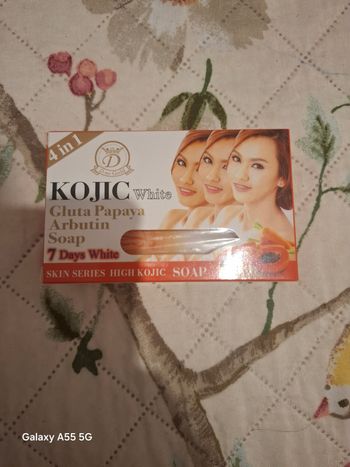 4 in 1
D
KOJIC White
Gluta Papaya
Arbutin
Soap
7 Days White
SKIN SERIES HIGH KOJIC SOAP
Galaxy A55 5G